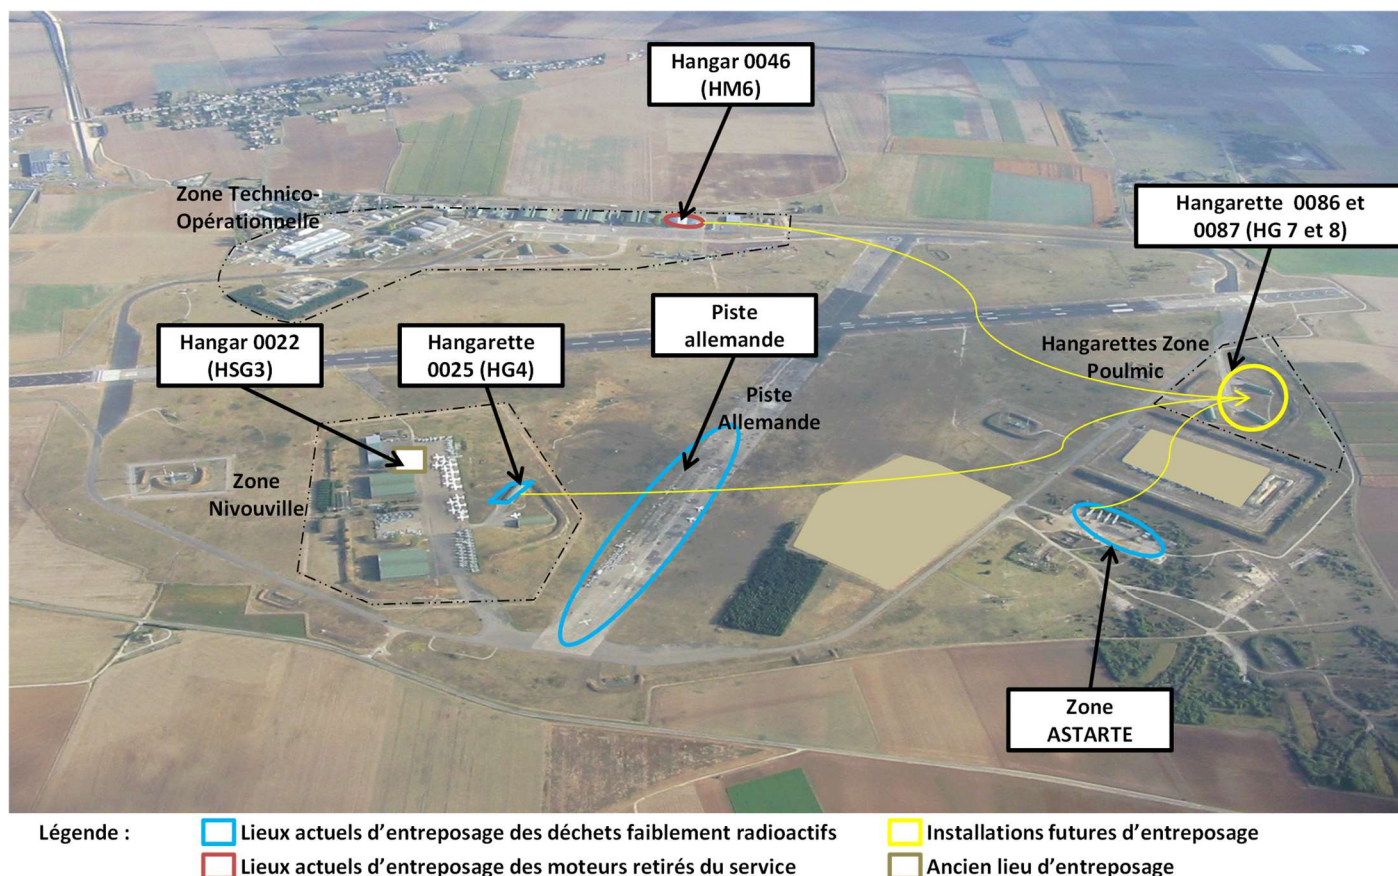 Hangar 0046
(HM6)
Zone Technico-
Opérationnelle
Hangarette 0086 et
0087 (HG 7 et 8)
Hangar 0022
(HSG3)
Hangarette
0025 (HG4)
Piste
allemande
Hangarettes Zone
Poulmic
Piste
Allemande
Zone
Nivouville
Zone
ASTARTE
Légende :
Lieux actuels d’entreposage des déchets faiblement radioactifs
Installations futures d’entreposage
Lieux actuels d’entreposage des moteurs retirés du service
Ancien lieu d’entreposage